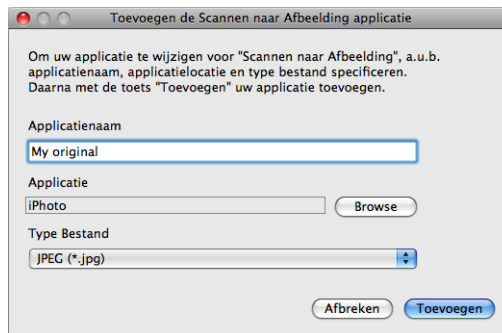 Toevoegen de Scannen naar Afbeelding applicatie
Om uw applicatie te wijzigen voor "Scannen naar Afbeelding", a.u.b.
applicatienaam, applicatielocatie en type bestand specificeren.
Daarna met de toets "Toevoegen" uw applicatie toevoegen.
Applicatienaam
My original
Applicatie
iPhoto
Browse
Type Bestand
JPEG (*.jpg)
Afbreken
Toevoegen